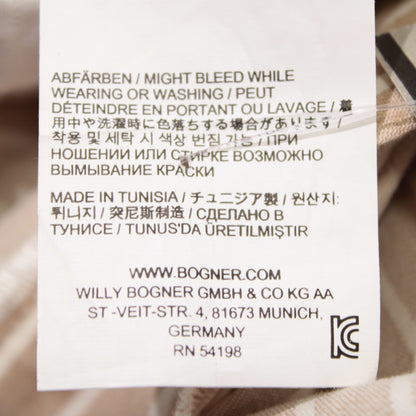 ABFÄRBEN / MIGHT BLEED WHILE
WEARING OR WASHING / PEUT
DÉTEINDRE EN PORTANT OU LAVAGE / 着
用中や洗濯時に色落ちする場合があります /
착용 및 세탁 시 색상 번짐 가능 / ПРИ
НОШЕНИИ ИЛИ СТИРКЕ ВОЗМОЖНО
ВЫМЫВАНИЕ КРАСКИ
MADE IN TUNISIA / チュニジア製 / 원산지:
튀니지 / 突尼斯制造 / СДЕЛАНО В
ТУНИСЕ / TUNUS'DA ÜRETILMIŞTIR
WWW.BOGNER.COM
WILLY BOGNER GMBH & CO KG AA
ST -VEIT-STR. 4, 81673 MUNICH,
GERMANY
RN 54198